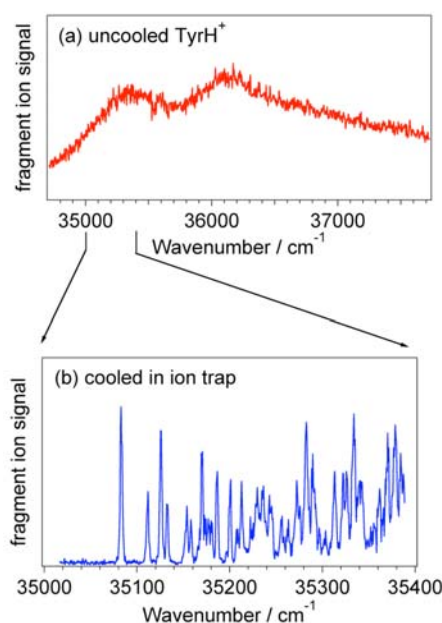 (a) uncooled TyrH⁺
fragment ion signal
35000 36000 37000
Wavenumber / cm⁻¹
(b) cooled in ion trap
fragment ion signal
35000 35100 35200 35300 35400
Wavenumber / cm⁻¹